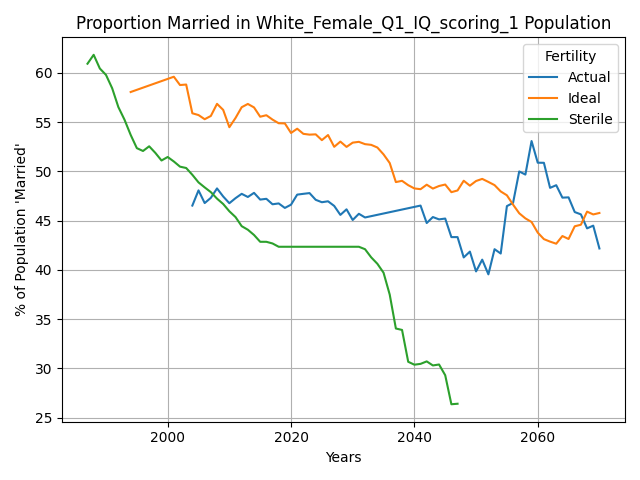 Proportion Married in White_Female_Q1_IQ_scoring_1 Population
% of Population 'Married'
60
55
50
45
40
35
30
25
Fertility
Actual
Ideal
Sterile
2000 2020 2040 2060
Years